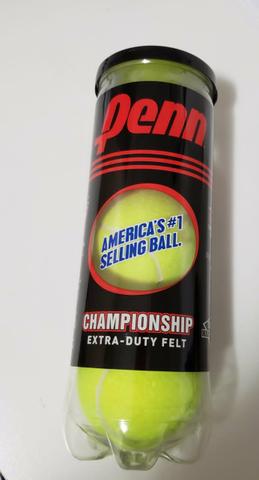 Penn
AMERICA'S #1
SELLING BALL.
CHAMPIONSHIP
EXTRA-DUTY FELT